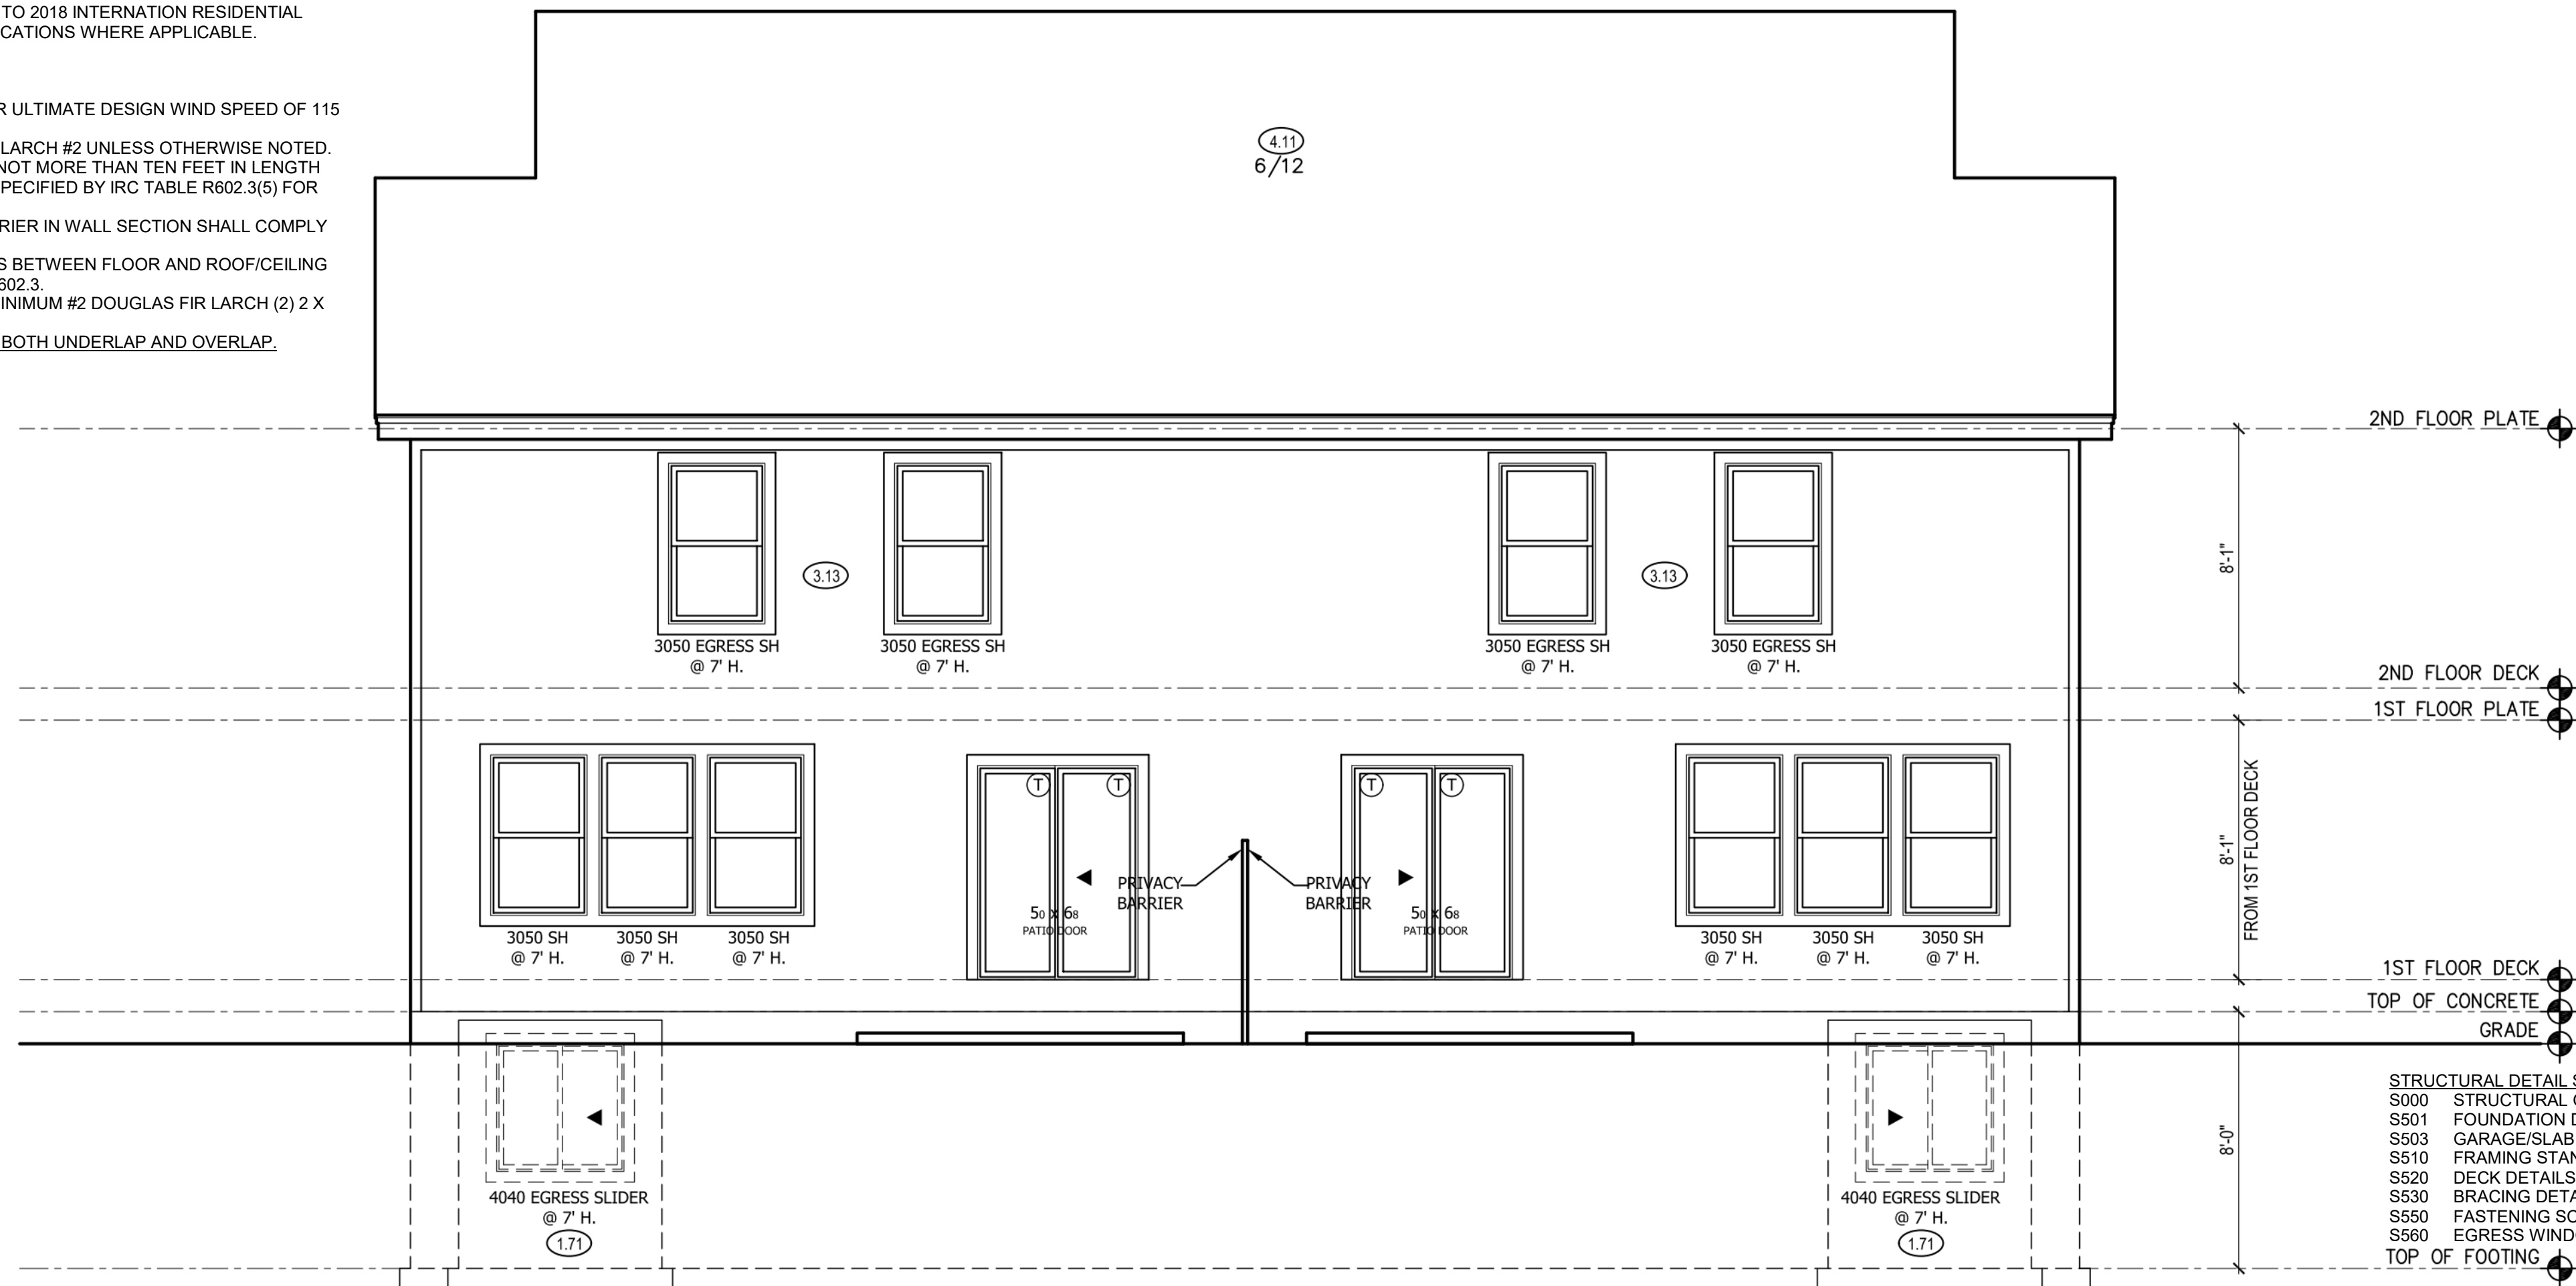 TO 2018 INTERNATION RESIDENTIAL
CATIONS WHERE APPLICABLE.
R ULTIMATE DESIGN WIND SPEED OF 115
LARCH #2 UNLESS OTHERWISE NOTED.
NOT MORE THAN TEN FEET IN LENGTH
PECIFIED BY IRC TABLE R602.3(5) FOR
RIER IN WALL SECTION SHALL COMPLY
S BETWEEN FLOOR AND ROOF/CEILING
602.3.
INIMUM #2 DOUGLAS FIR LARCH (2) 2 X
BOTH UNDERLAP AND OVERLAP.
4.11
6/12
2ND FLOOR PLATE
8'-1"
3.13
3.13
3050 EGRESS SH
@ 7' H.
3050 EGRESS SH
@ 7' H.
3050 EGRESS SH
@ 7' H.
3050 EGRESS SH
@ 7' H.
2ND FLOOR DECK
1ST FLOOR PLATE
T
T
T
T
8'-1"
FROM 1ST FLOOR DECK
PRIVACY
BARRIER
PRIVACY
BARRIER
50 x 68
PATIO DOOR
50 x 68
PATIO DOOR
3050 SH
@ 7' H.
3050 SH
@ 7' H.
3050 SH
@ 7' H.
3050 SH
@ 7' H.
3050 SH
@ 7' H.
3050 SH
@ 7' H.
1ST FLOOR DECK
TOP OF CONCRETE
GRADE
8'-0"
4040 EGRESS SLIDER
@ 7' H.
1.71
4040 EGRESS SLIDER
@ 7' H.
1.71
STRUCTURAL DETAIL S
S000 STRUCTURAL
S501 FOUNDATION D
S503 GARAGE/SLAB
S510 FRAMING STAN
S520 DECK DETAILS
S530 BRACING DETA
S550 FASTENING SC
S560 EGRESS WIND
TOP OF FOOTING